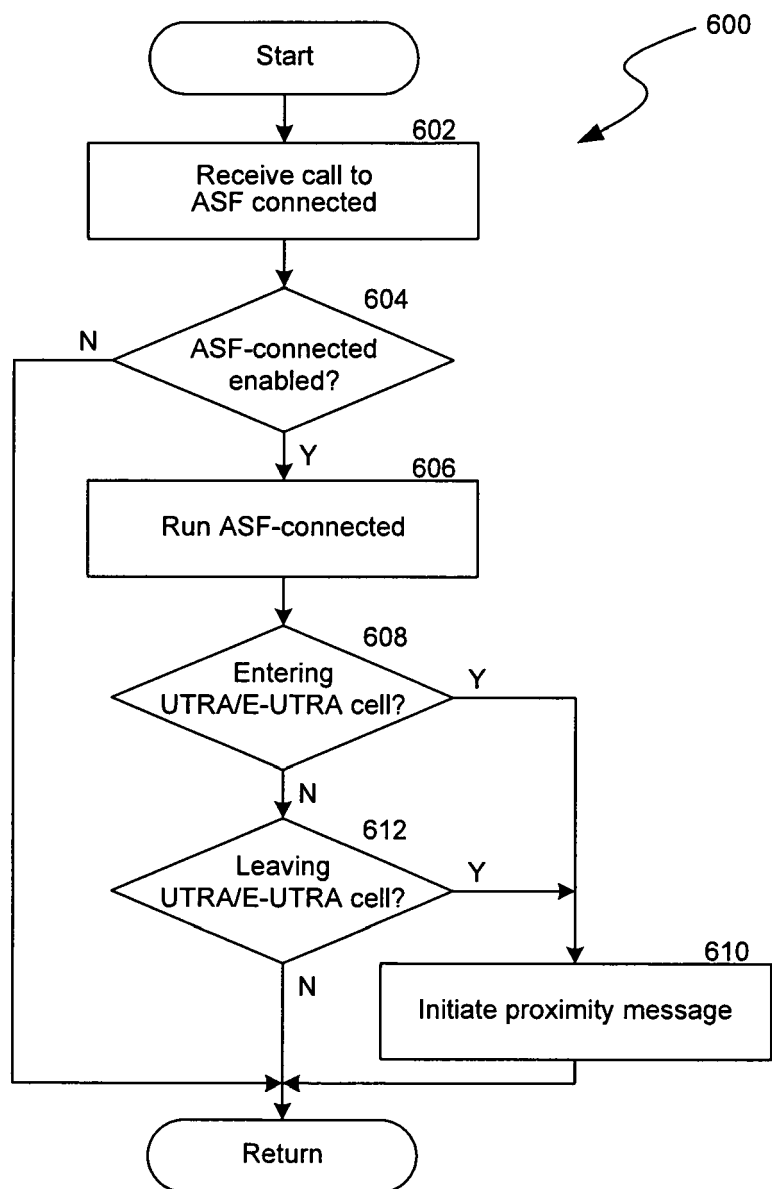 Start
600
602
Receive call to
ASF connected
604
N
ASF-connected
enabled?
Y
606
Run ASF-connected
608
Entering
UTRA/E-UTRA cell?
Y
N
612
Leaving
UTRA/E-UTRA cell?
Y
N
610
Initiate proximity message
Return